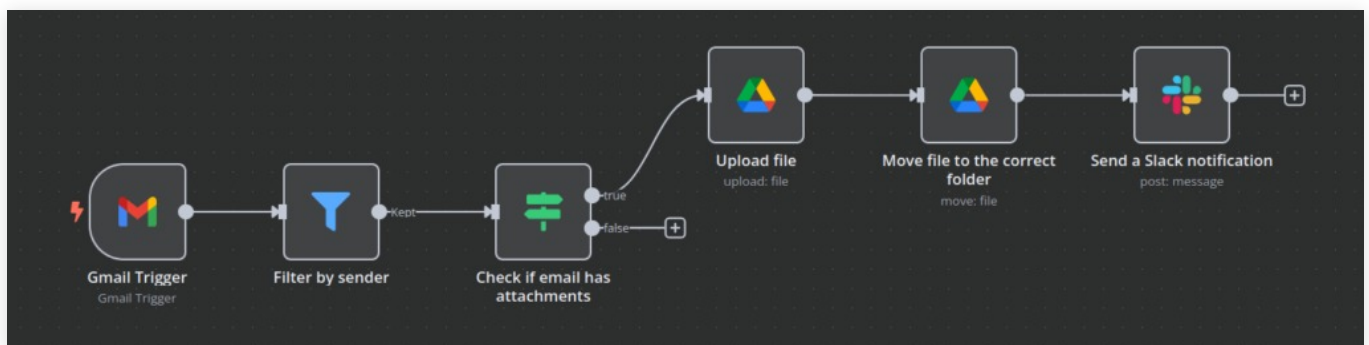 Gmail Trigger
Gmail Trigger
Filter by sender
Kept
Check if email has
attachments
true
false
Upload file
upload: file
Move file to the correct
folder
move: file
Send a Slack notification
post: message